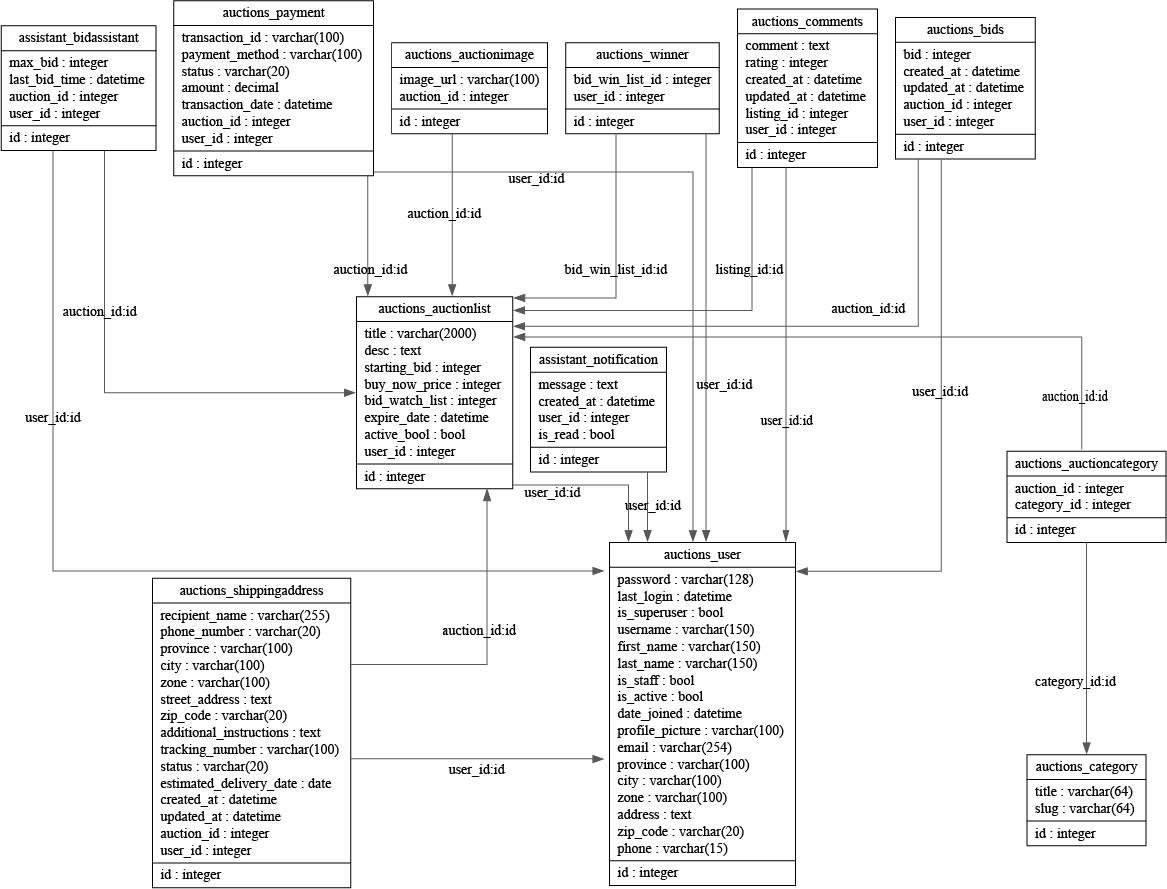 assistant_bidassistant
max_bid : integer
last_bid_time : datetime
auction_id : integer
user_id : integer
id : integer
auctions_payment
transaction_id : varchar(100)
payment_method : varchar(100)
status : varchar(20)
amount : decimal
transaction_date : datetime
auction_id : integer
user_id : integer
id : integer
auctions_auctionimage
image_url : varchar(100)
auction_id : integer
id : integer
auctions_winner
bid_win_list_id : integer
user_id : integer
id : integer
auctions_comments
comment : text
rating : integer
created_at : datetime
updated_at : datetime
listing_id : integer
user_id : integer
id : integer
auctions_bids
bid : integer
created_at : datetime
updated_at : datetime
auction_id : integer
user_id : integer
id : integer
user_id:id
auction_id:id
auction_id:id
bid_win_list_id:id
listing_id:id
auction_id:id
auction_id:id
auctions_auctionlist
title : varchar(2000)
desc : text
starting_bid : integer
buy_now_price : integer
bid_watch_list : integer
expire_date : datetime
active_bool : bool
user_id : integer
id : integer
assistant_notification
message : text
created_at : datetime
user_id : integer
is_read : bool
id : integer
user_id:id
user_id:id
user_id:id
user_id:id
auction_id:id
auctions_auctioncategory
auction_id : integer
category_id : integer
id : integer
user_id:id
user_id:id
auctions_user
password : varchar(128)
last_login : datetime
is_superuser : bool
username : varchar(150)
first_name : varchar(150)
last_name : varchar(150)
is_staff : bool
is_active : bool
date_joined : datetime
profile_picture : varchar(100)
email : varchar(254)
province : varchar(100)
city : varchar(100)
zone : varchar(100)
address : text
zip_code : varchar(20)
phone : varchar(15)
id : integer
auctions_shippingaddress
recipient_name : varchar(255)
phone_number : varchar(20)
province : varchar(100)
city : varchar(100)
zone : varchar(100)
street_address : text
zip_code : varchar(20)
additional_instructions : text
tracking_number : varchar(100)
status : varchar(20)
estimated_delivery_date : date
created_at : datetime
updated_at : datetime
auction_id : integer
user_id : integer
id : integer
auction_id:id
user_id:id
category_id:id
auctions_category
title : varchar(64)
slug : varchar(64)
id : integer